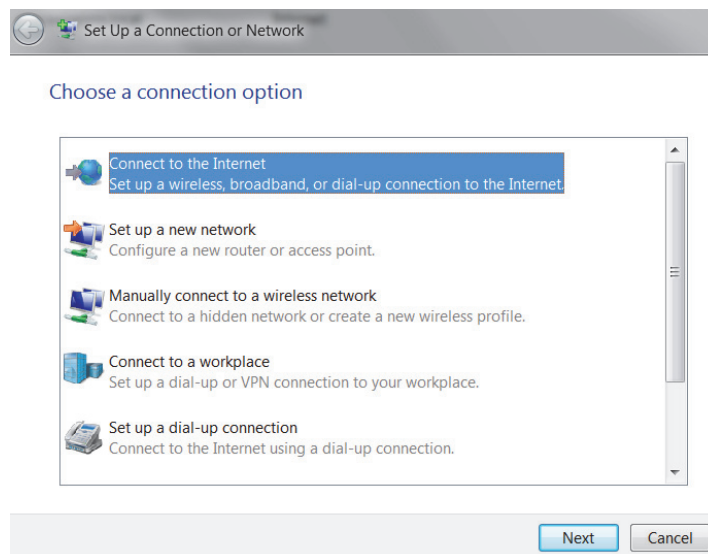 Set Up a Connection or Network
Choose a connection option
Connect to the Internet
Set up a wireless, broadband, or dial-up connection to the Internet.
Set up a new network
Configure a new router or access point.
Manually connect to a wireless network
Connect to a hidden network or create a new wireless profile.
Connect to a workplace
Set up a dial-up or VPN connection to your workplace.
Set up a dial-up connection
Connect to the Internet using a dial-up connection.
Next Cancel